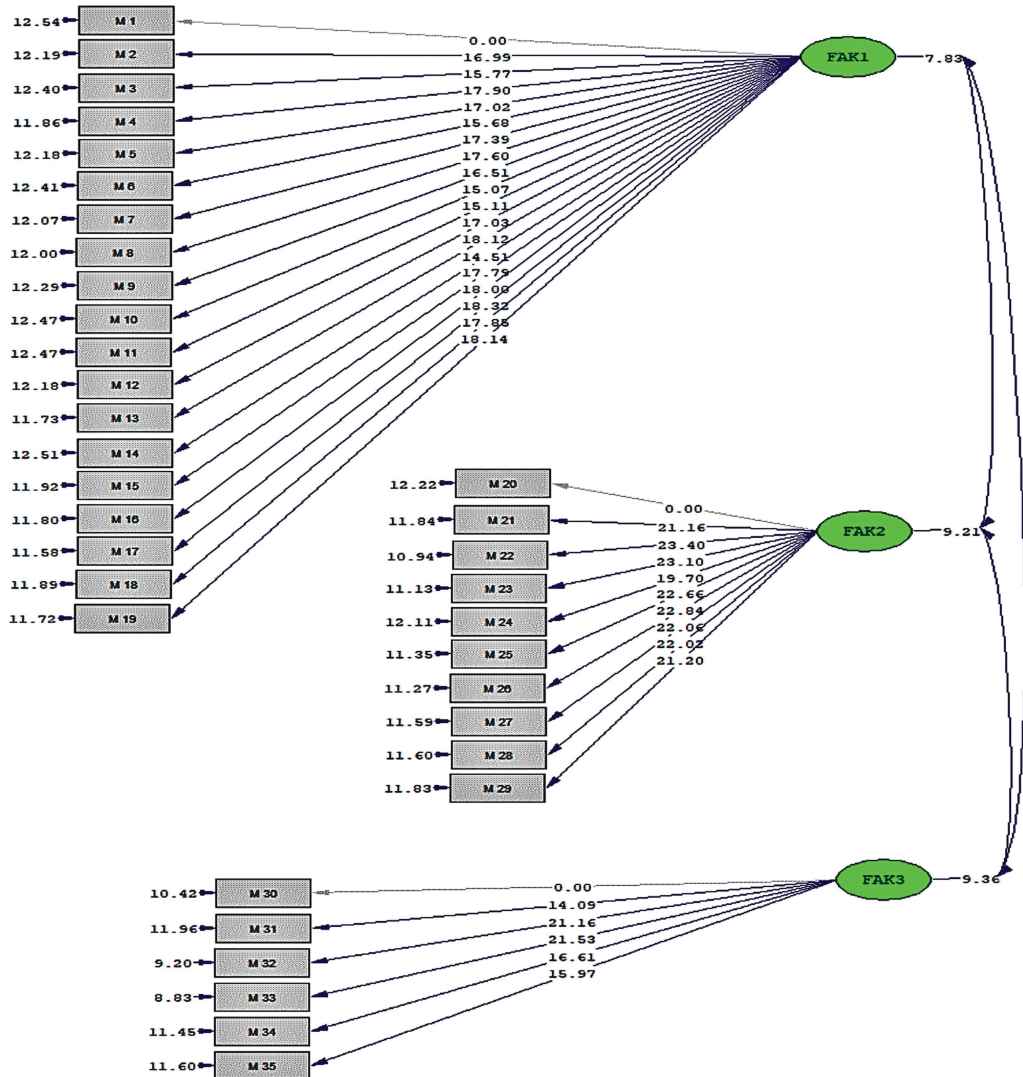 12.54 M 1
12.19 M 2
12.40 M 3
11.86 M 4
12.18 M 5
12.41 M 6
12.07 M 7
12.00 M 8
12.29 M 9
12.47 M 10
12.47 M 11
12.18 M 12
11.73 M 13
12.51 M 14
11.92 M 15
11.80 M 16
11.58 M 17
11.89 M 18
11.72 M 19
0.00
16.99
15.77
17.90
17.02
15.68
17.39
17.60
16.51
15.07
15.11
17.03
18.12
14.51
17.79
18.00
18.32
17.85
18.14
FAK1 7.83
12.22 M 20
11.84 M 21
10.94 M 22
11.13 M 23
12.11 M 24
11.35 M 25
11.27 M 26
11.59 M 27
11.60 M 28
11.83 M 29
0.00
21.16
23.40
23.10
19.70
22.66
22.84
22.06
22.02
21.20
FAK2 9.21
10.42 M 30
11.96 M 31
9.20 M 32
8.83 M 33
11.45 M 34
11.60 M 35
0.00
14.09
21.16
21.53
16.61
15.97
FAK3 9.36